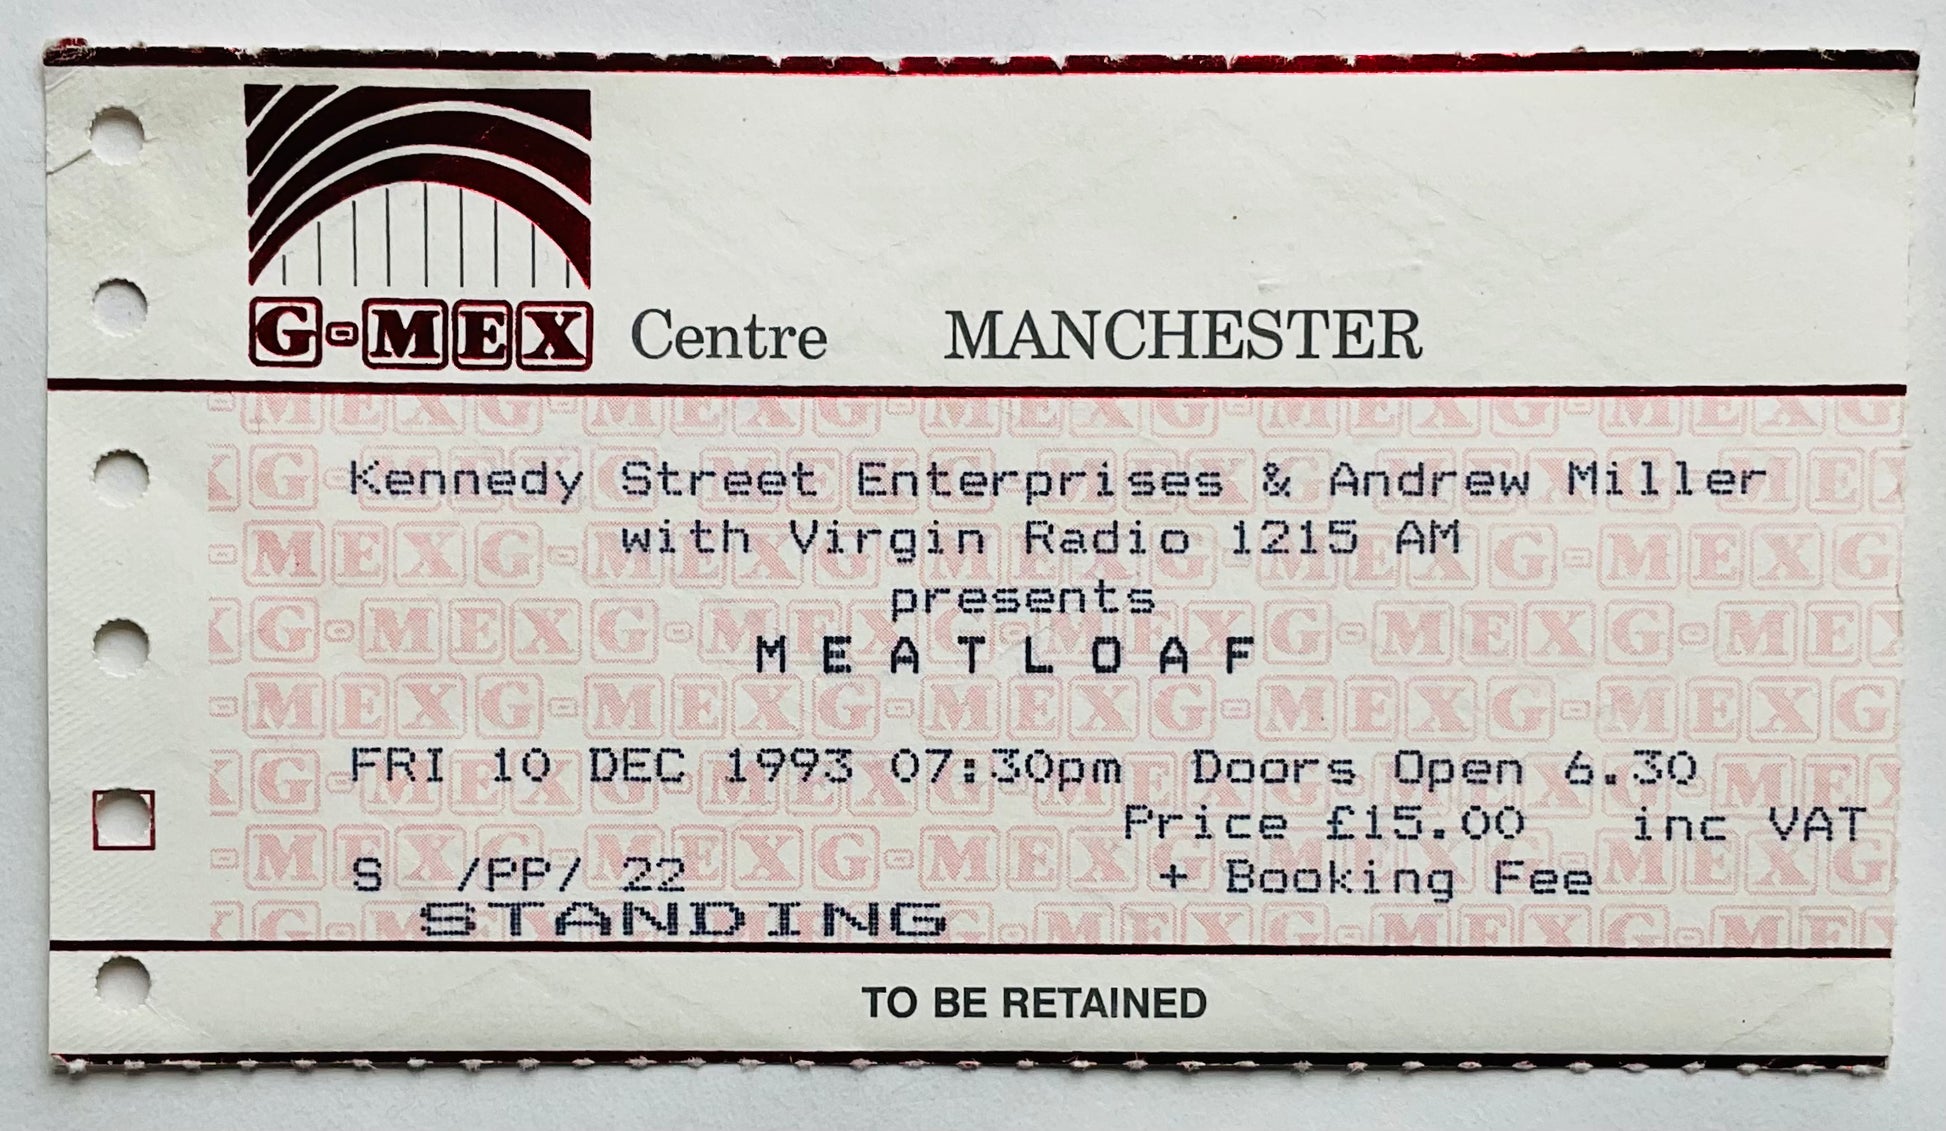 G-MEX Centre MANCHESTER
Kennedy Street Enterprises & Andrew Miller
with Virgin Radio 1215 AM
presents
M E A T L O A F
FRI 10 DEC 1993 07:30pm Doors Open 6.30
Price £15.00 inc VAT
S /PP/ 22 + Booking Fee
STANDING
TO BE RETAINED